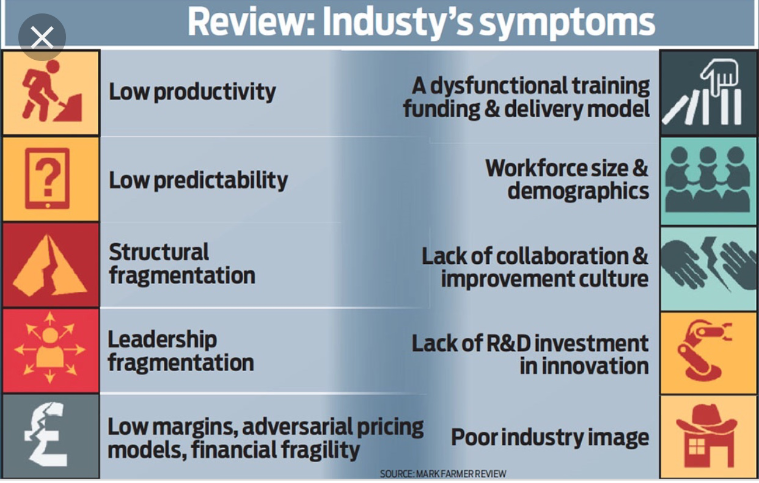 Review: Industy's symptoms
Low productivity
Low predictability
Structural
fragmentation
Leadership
fragmentation
Low margins, adversarial pricing
models, financial fragility
A dysfunctional training
funding & delivery model
Workforce size &
demographics
Lack of collaboration &
improvement culture
Lack of R&D investment
in innovation
Poor industry image
SOURCE: MARK FARMER REVIEW